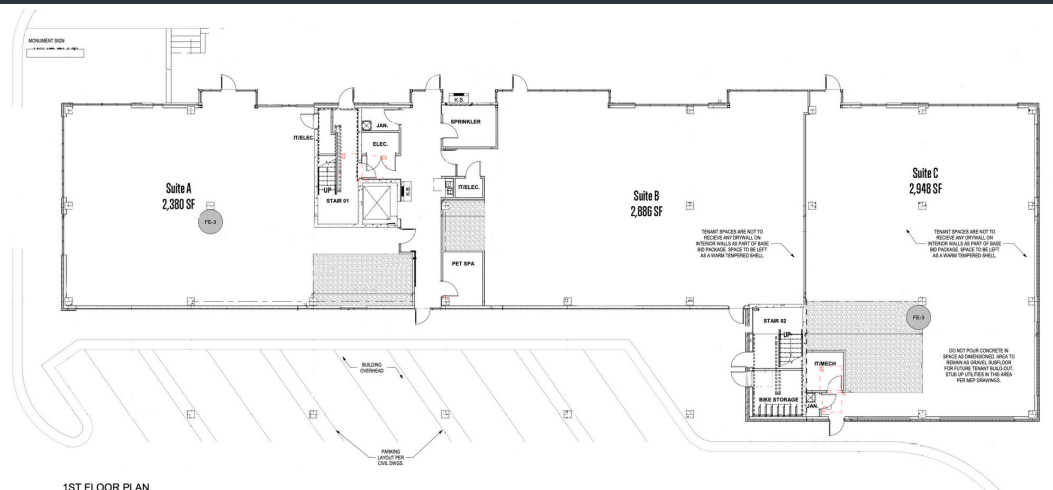 MONUMENT SIGN
K.B.
SPRINKLER
JAN.
IT/ELEC.
ELEC.
Suite A
2,380 SF
UP
STAIR 01
K.B.
IT/ELEC.
FE-3
Suite B
2,886 SF
Suite C
2,948 SF
TENANT SPACES ARE NOT TO
RECIEVE ANY DRYWALL ON
INTERIOR WALLS AS PART OF BASE
BID PACKAGE. SPACE TO BE LEFT
AS A WARM TEMPERED SHELL.
TENANT SPACES ARE NOT TO
RECIEVE ANY DRYWALL ON
INTERIOR WALLS AS PART OF BASE
BID PACKAGE. SPACE TO BE LEFT
AS A WARM TEMPERED SHELL.
PET SPA
STAIR 02
UP
FE-3
IT/MECH
DO NOT POUR CONCRETE IN
SPACE AS DIMENSIONED. AREA TO
REMAIN AS GRAVEL SUBFLOOR
FOR FUTURE TENANT BUILD-OUT.
STUB UP UTILITIES IN THIS AREA
PER MEP DRAWINGS.
BUILDING
OVERHEAD
BIKE STORAGE
JAN.
PARKING
LAYOUT PER
CIVIL DWGS.
1ST FLOOR PLAN